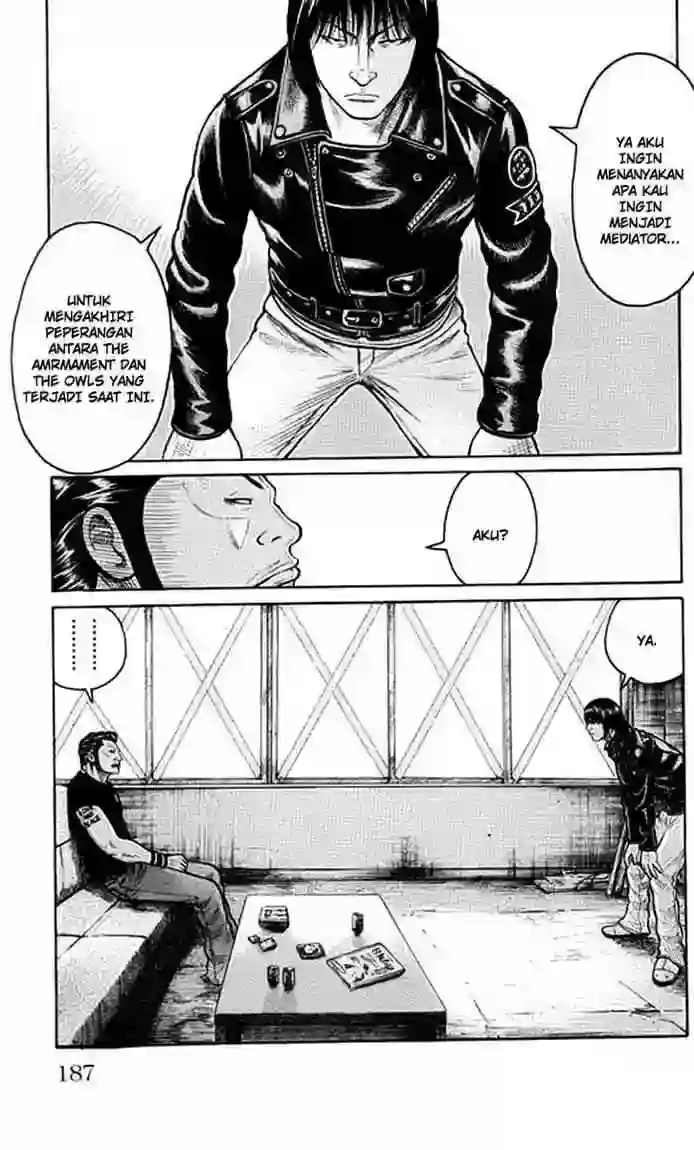 YA AKU
INGIN
MENANYAKAN
APA KAU
INGIN
MENJADI
MEDIATOR...
UNTUK
MENGAKHIRI
PEPERANGAN
ANTARA THE
AMRMAMENT DAN
THE OWLS YANG
TERJADI SAAT INI.
AKU?
YA.
187